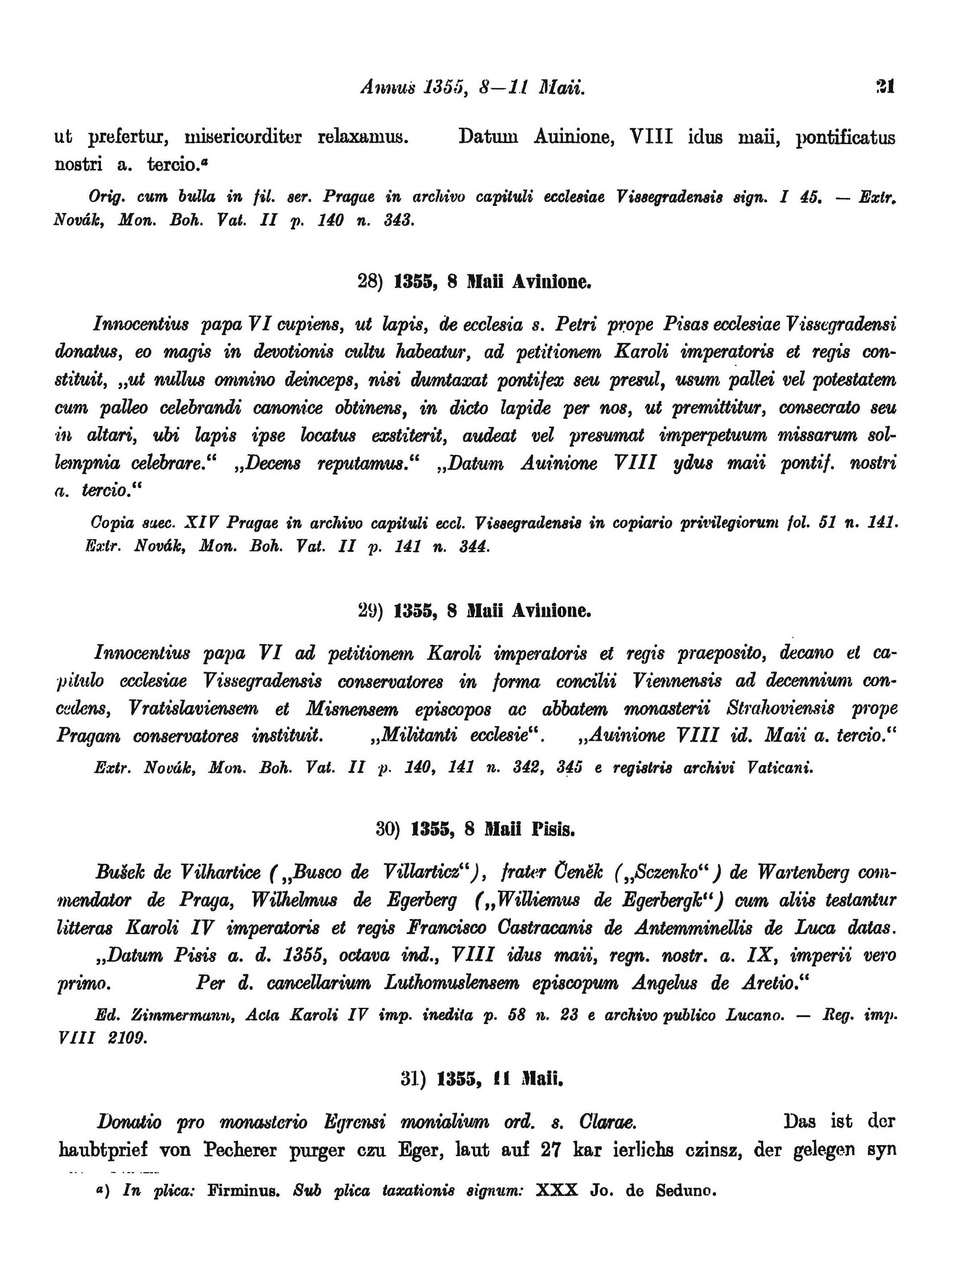 Annus 1355, 8—11 Maii. 21
ut prefertur, misericorditer relaxamus. Datum Auinione, VIII idus maii, pontificatus
nostri a. tercio.ᵃ
Orig. cum bulla in fil. ser. Pragae in archivo capituli ecclesiae Vissegradensis sign. I 45. — Extr.
Novák, Mon. Boh. Vat. II p. 140 n. 343.
28) 1355, 8 Maii Avinione.
Innocentius papa VI cupiens, ut lapis, de ecclesia s. Petri prope Pisas ecclesiae Vissegradensi
donatus, eo magis in devotionis cultu habeatur, ad petitionem Karoli imperatoris et regis con-
stituit, „ut nullus omnino deinceps, nisi dumtaxat pontifex seu presul, usum pallei vel potestatem
cum palleo celebrandi canonice obtinens, in dicto lapide per nos, ut premittitur, consecrato seu
in altari, ubi lapis ipse locatus exstiterit, audeat vel presumat imperpetuum missarum sol-
lempnia celebrare.“ „Decens reputamus.“ „Datum Auinione VIII ydus maii pontif. nostri
a. tercio.“
Copia saec. XIV Pragae in archivo capituli eccl. Vissegradensis in copiario privilegiorum fol. 51 n. 141.
Extr. Novák, Mon. Boh. Vat. II p. 141 n. 344.
29) 1355, 8 Maii Avinione.
Innocentius papa VI ad petitionem Karoli imperatoris et regis praeposito, decano et ca-
pitulo ecclesiae Vissegradensis conservatores in forma concilii Viennensis ad decennium con-
cedens, Vratislaviensem et Misnensem episcopos ac abbatem monasterii Strahoviensis prope
Pragam conservatores instituit. „Militanti ecclesie“. „Auinione VIII id. Maii a. tercio.“
Extr. Novák, Mon. Boh. Vat. II p. 140, 141 n. 342, 345 e registris archivi Vaticani.
30) 1355, 8 Maii Pisis.
Bušek de Vilhartice („Busco de Villarticz“), frater Čeněk („Sczenko“) de Wartenberg com-
mendator de Praga, Wilhelmus de Egerberg („Williemus de Egerbergk“) cum aliis testantur
litteras Karoli IV imperatoris et regis Francisco Castracanis de Antemminellis de Luca datas.
„Datum Pisis a. d. 1355, octava ind., VIII idus maii, regn. nostr. a. IX, imperii vero
primo. Per d. cancellarium Luthomuslensem episcopum Angelus de Aretio.“
Ed. Zimmermann, Acta Karoli IV imp. inedita p. 58 n. 23 e archivo publico Lucano. — Reg. imp.
VIII 2109.
31) 1355, 11 Maii.
Donatio pro monasterio Egrensi monialium ord. s. Clarae. Das ist der
haubtprief von Pecherer purger czu Eger, laut auf 27 kar ierlichs czinsz, der gelegen syn
ᵃ) In plica: Firminus. Sub plica taxationis signum: XXX Jo. de Seduno.